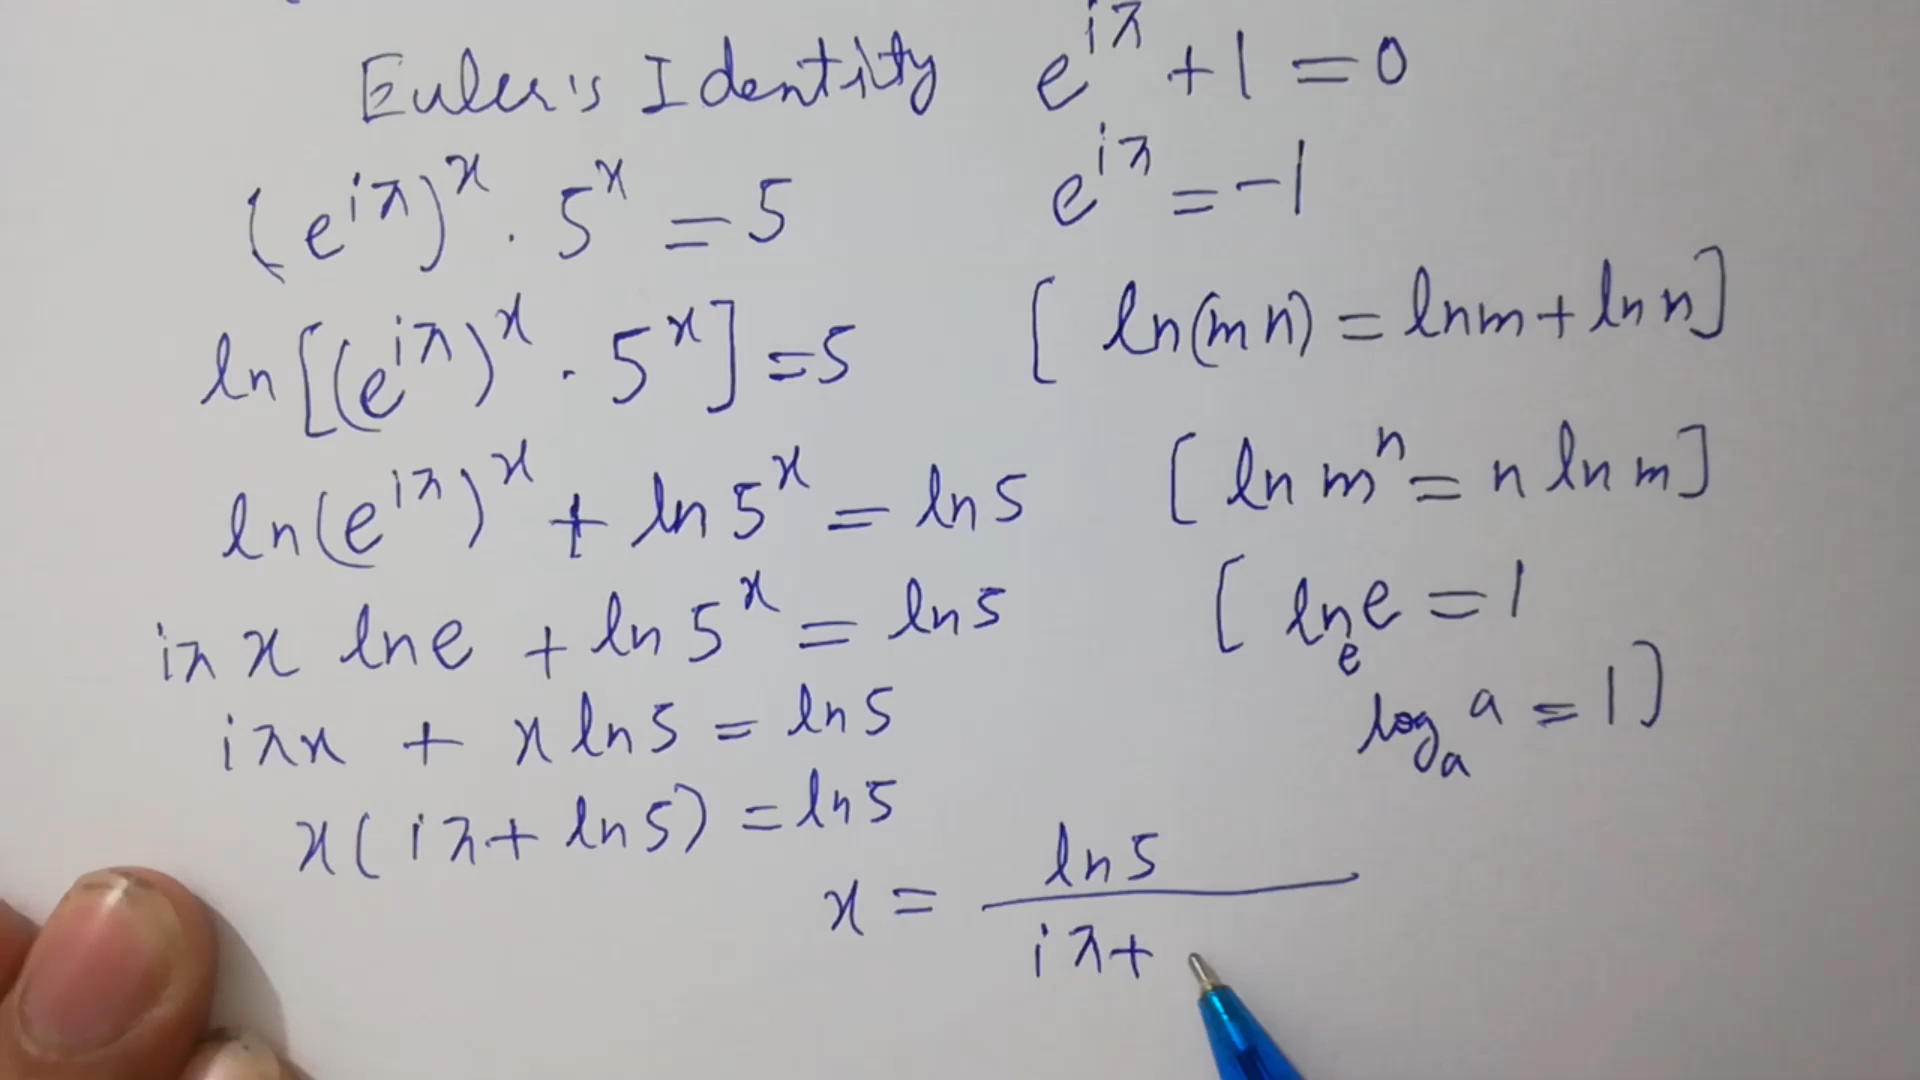 Euler's Identity e^{iπ} + 1 = 0
(e^{iπ})^x · 5^x = 5
e^{iπ} = -1
ln[(e^{iπ})^x · 5^x] = 5
[ ln(mn) = ln m + ln n ]
ln(e^{iπ})^x + ln 5^x = ln 5
[ ln m^n = n ln m ]
iπ x ln e + ln 5^x = ln 5
[ ln_e e = 1
iπx + x ln 5 = ln 5
log_a a = 1 ]
x(iπ + ln 5) = ln 5
x = ln 5 / iπ +